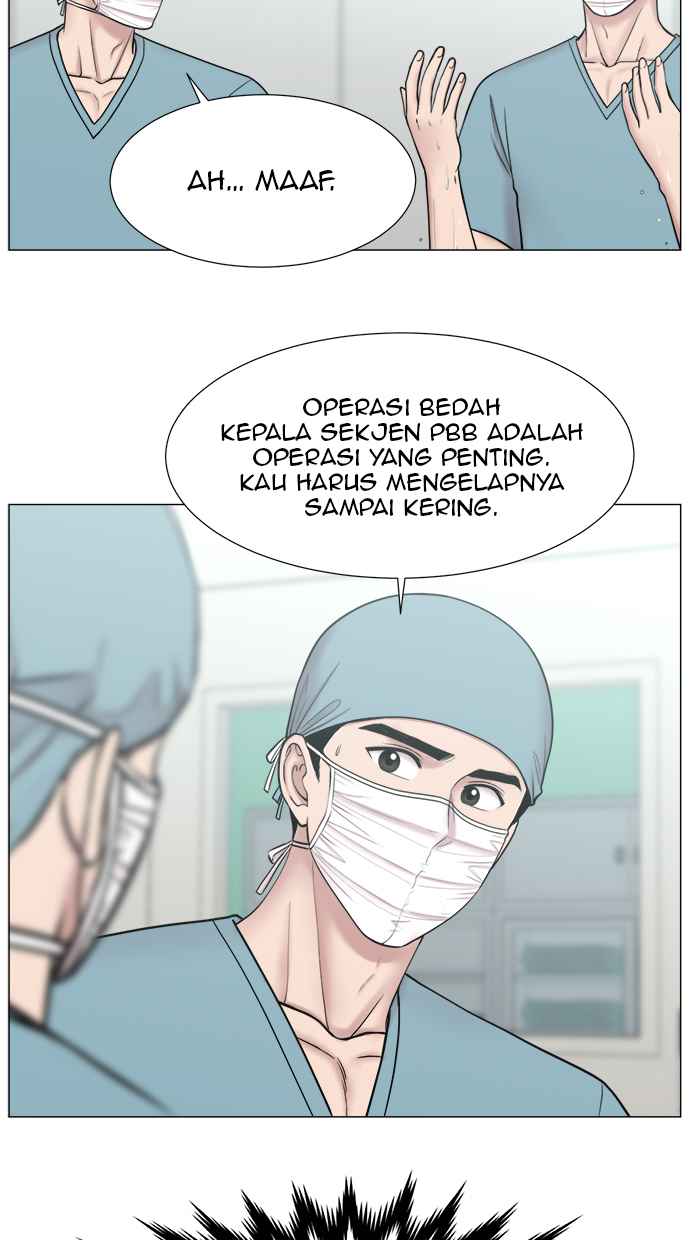 AH... MAAF.
OPERASI BEDAH
KEPALA SEKJEN PBB ADALAH
OPERASI YANG PENTING.
KAU HARUS MENGELAPNYA
SAMPAI KERING.